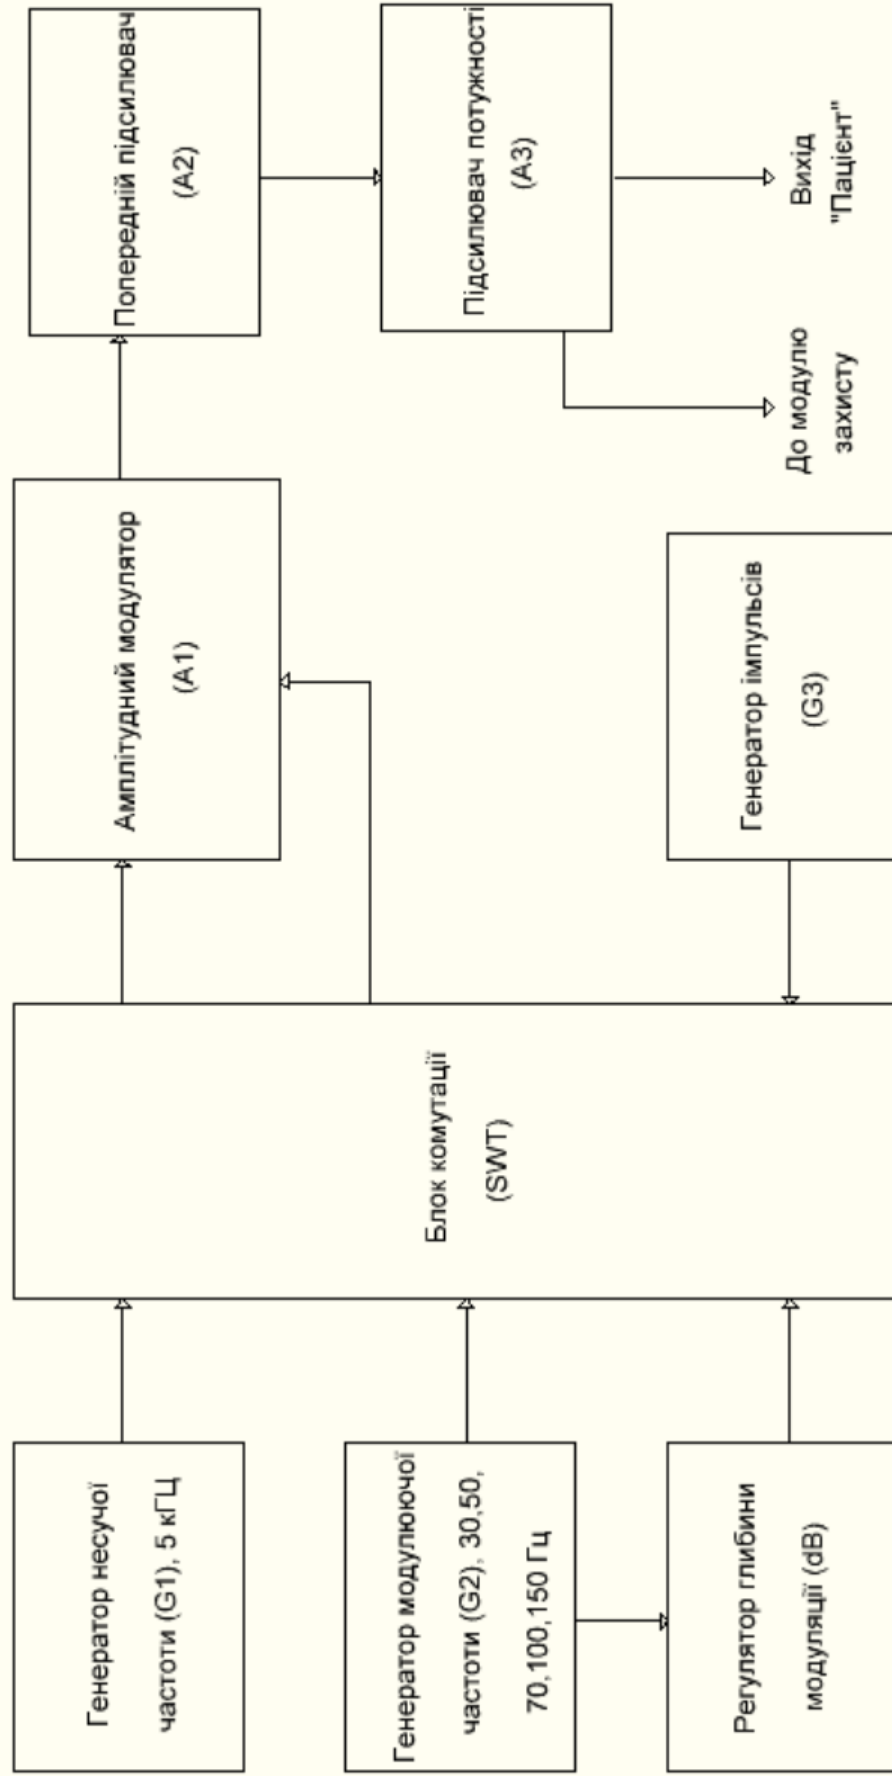 Генератор несучої
частоти (G1), 5 кГЦ
Генератор модулюючої
частоти (G2), 30,50,
70,100,150 Гц
Регулятор глибини
модуляції (dB)
Блок комутації
(SWT)
Амплітудний модулятор
(A1)
Генератор імпульсів
(G3)
Попередній підсилювач
(A2)
Підсилювач потужності
(A3)
До модулю
захисту
Вихід
"Пацієнт"